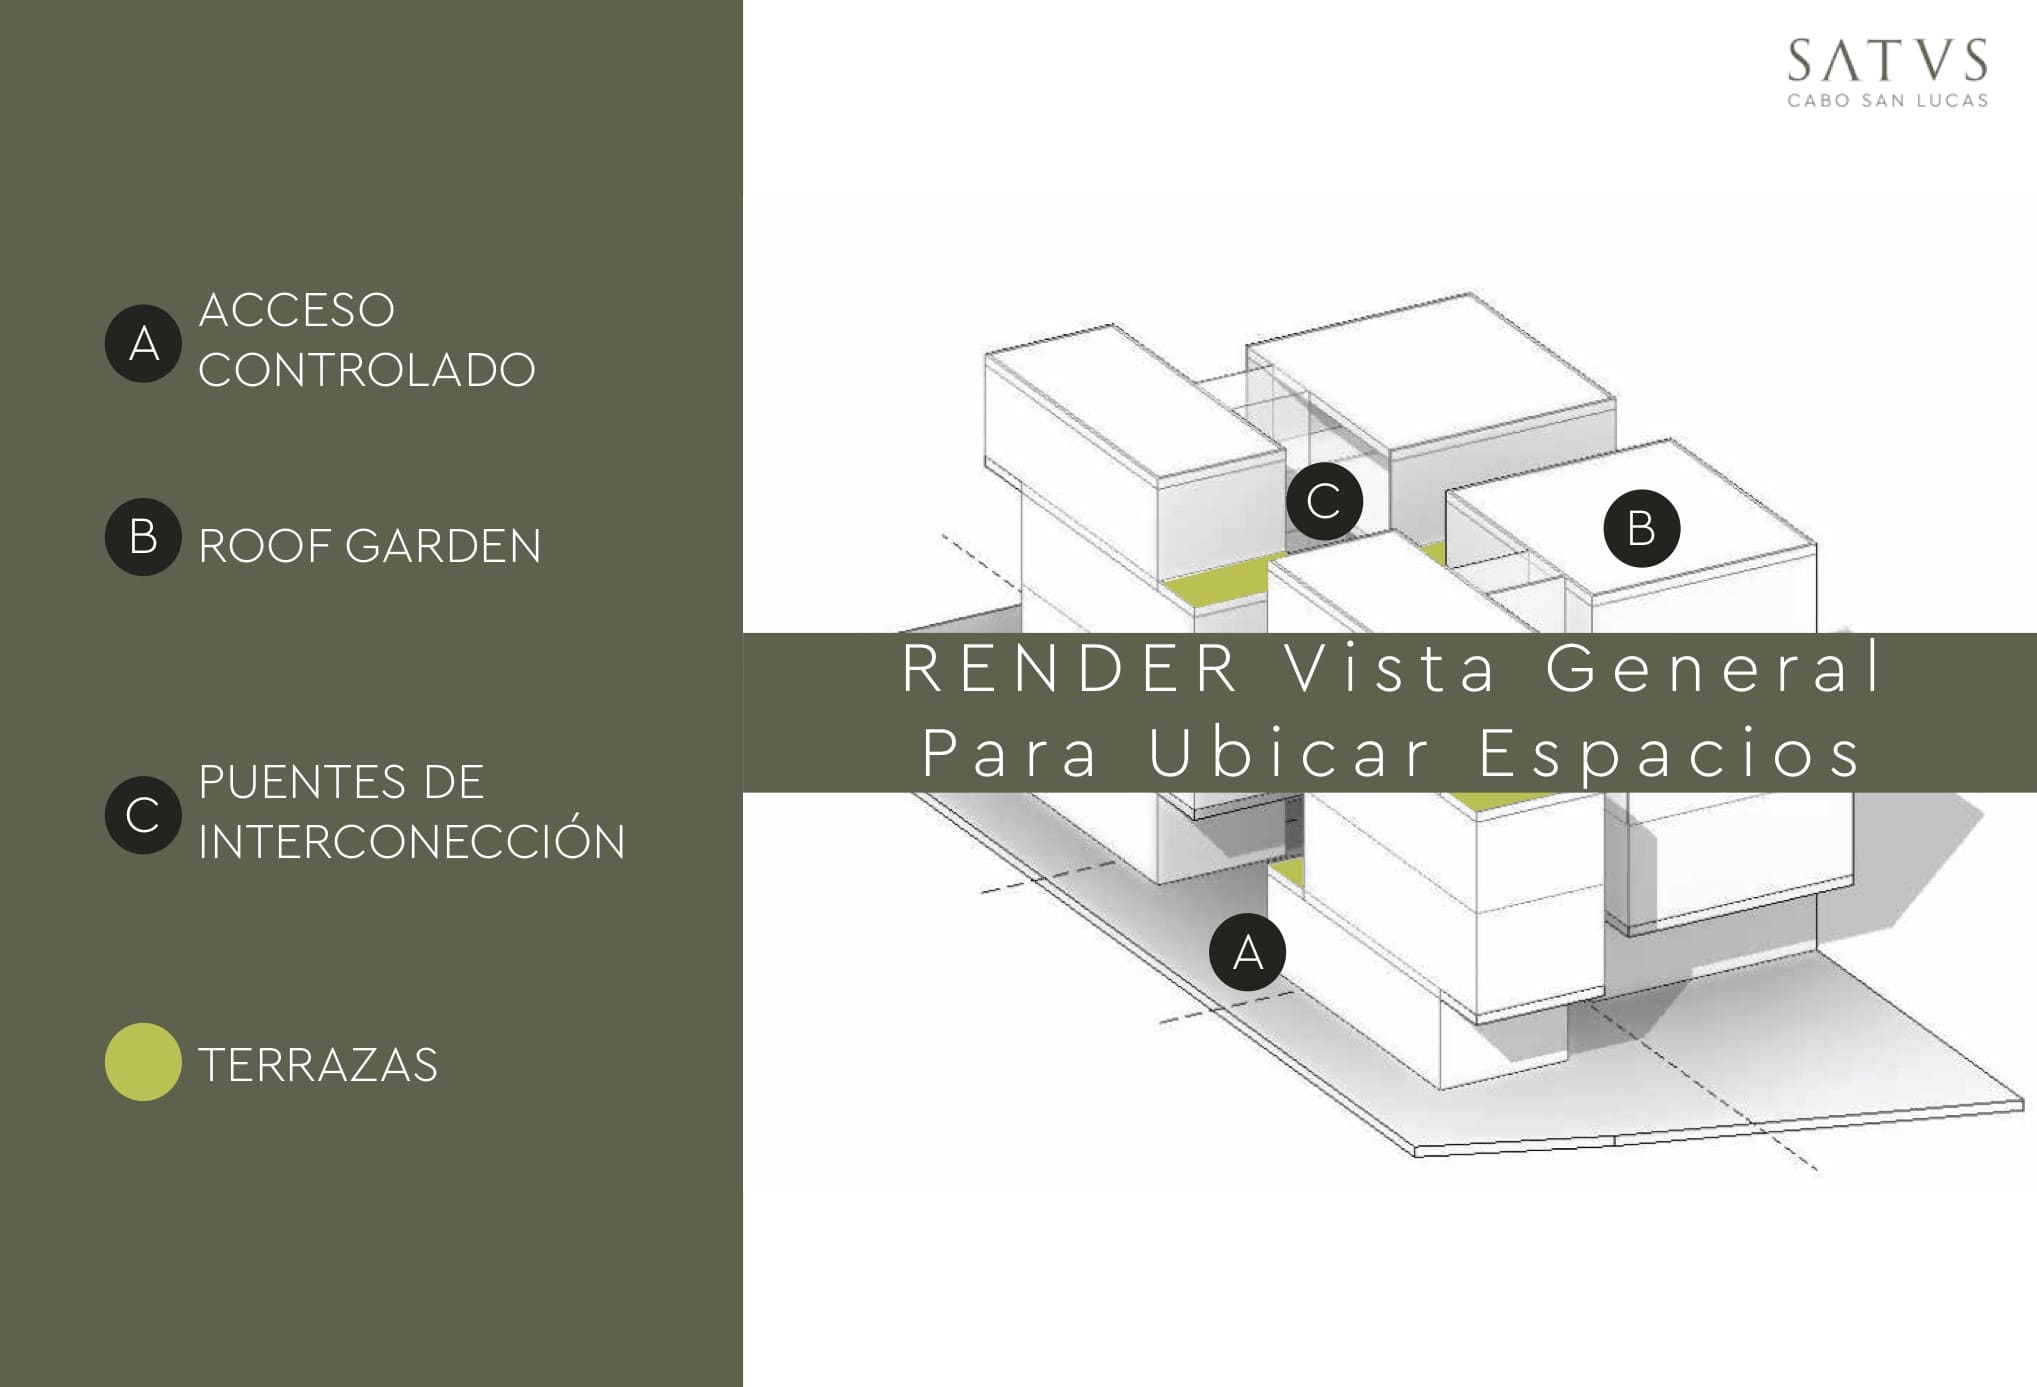 SATVS
CABO SAN LUCAS
A
ACCESO
CONTROLADO
B
ROOF GARDEN
C
PUENTES DE
INTERCONECCIÓN
TERRAZAS
C
B
RENDER Vista General
Para Ubicar Espacios
A